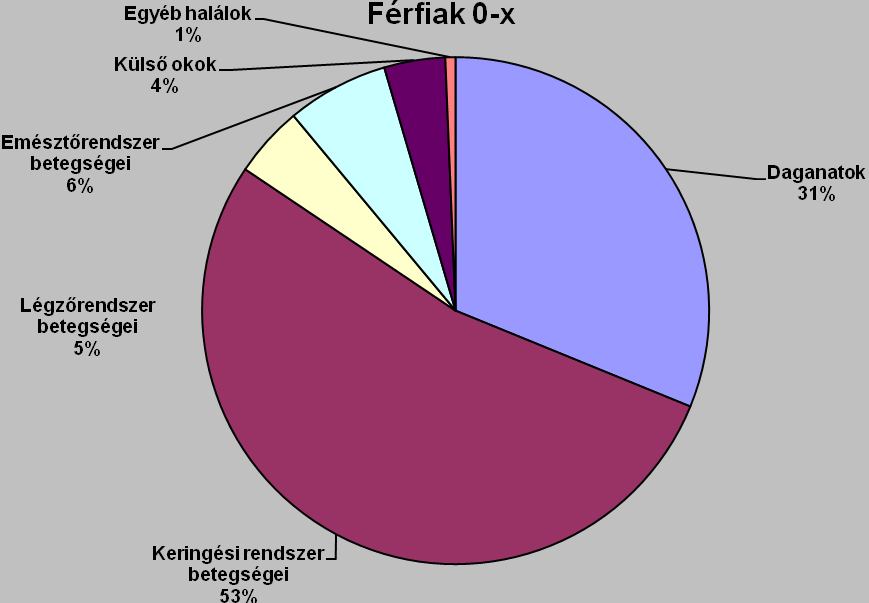 Férfiak 0-x
Egyéb halálok
1%
Külső okok
4%
Emésztőrendszer
betegségei
6%
Daganatok
31%
Légzőrendszer
betegségei
5%
Keringési rendszer
betegségei
53%